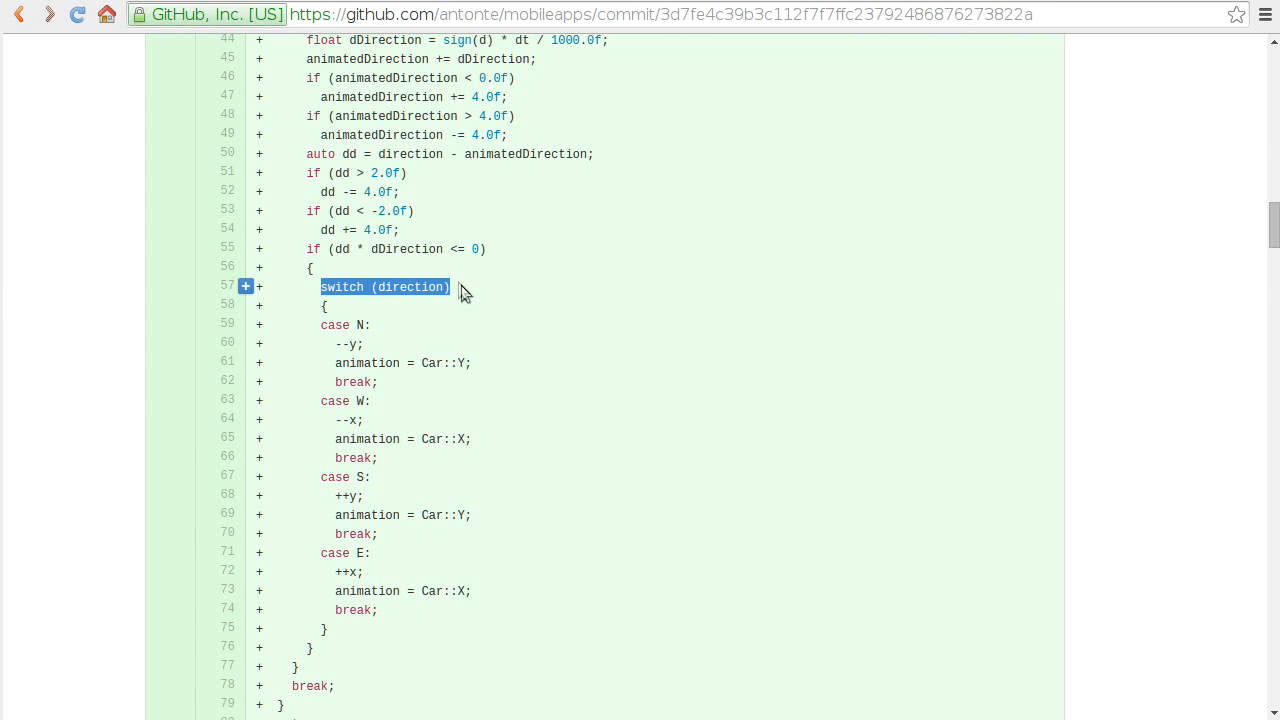 GitHub, Inc. [US] https://github.com/antonte/mobileapps/commit/3d7fe4c39b3c112f7f7ffc23792486876273822a
44 + float dDirection = sign(d) * dt / 1000.0f;
45 + animatedDirection += dDirection;
46 + if (animatedDirection < 0.0f)
47 + animatedDirection += 4.0f;
48 + if (animatedDirection > 4.0f)
49 + animatedDirection -= 4.0f;
50 + auto dd = direction - animatedDirection;
51 + if (dd > 2.0f)
52 + dd -= 4.0f;
53 + if (dd < -2.0f)
54 + dd += 4.0f;
55 + if (dd * dDirection <= 0)
56 + {
57 + + switch (direction)
58 + {
59 + case N:
60 + --y;
61 + animation = Car::Y;
62 + break;
63 + case W:
64 + --x;
65 + animation = Car::X;
66 + break;
67 + case S:
68 + ++y;
69 + animation = Car::Y;
70 + break;
71 + case E:
72 + ++x;
73 + animation = Car::X;
74 + break;
75 + }
76 + }
77 + }
78 + break;
79 + }